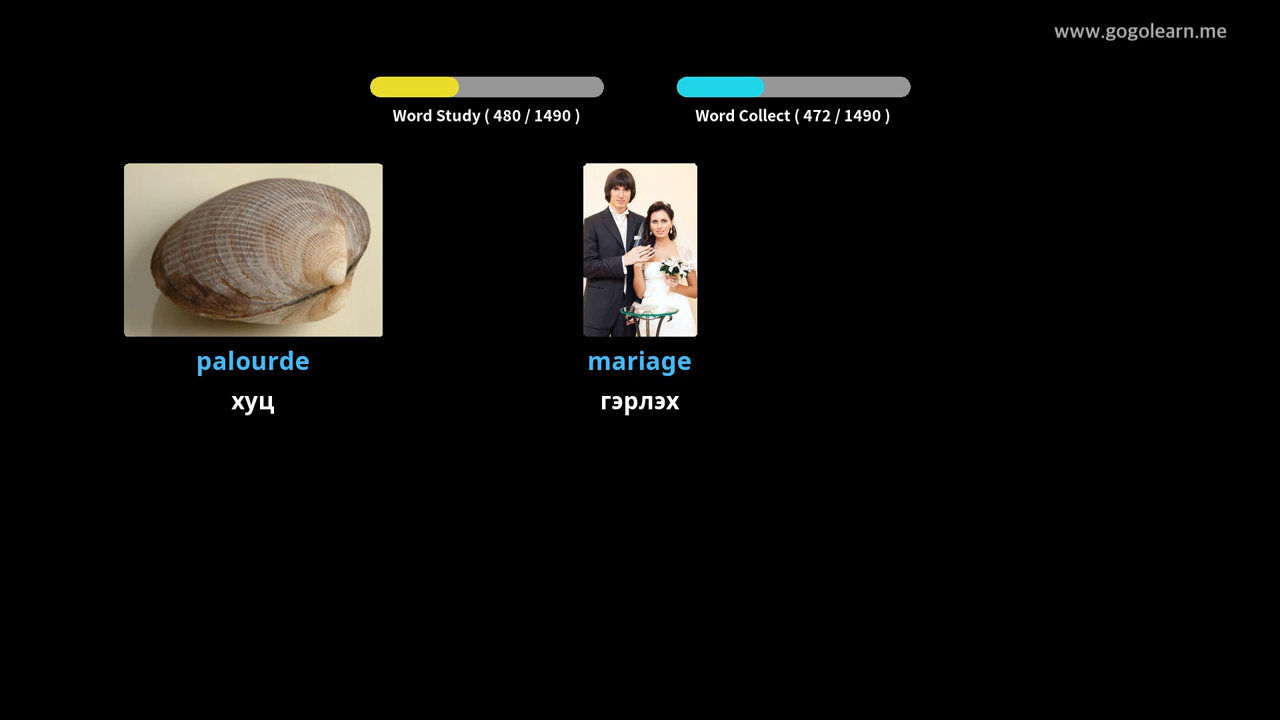 www.gogolearn.me
Word Study ( 480 / 1490 )
Word Collect ( 472 / 1490 )
palourde
хуц
mariage
гэрлэх